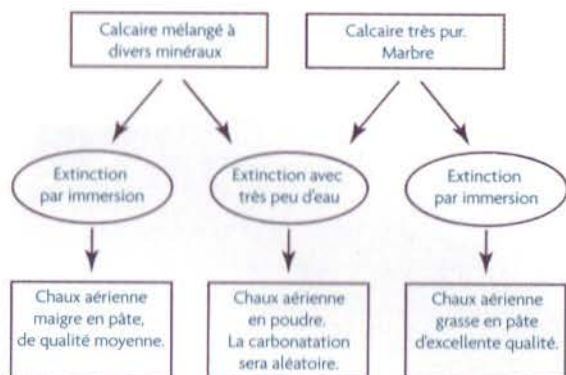 Calcaire mélangé à
divers minéraux
Calcaire très pur.
Marbre
Extinction
par immersion
Extinction avec
très peu d'eau
Extinction
par immersion
Chaux aérienne
maigre en pâte,
de qualité moyenne.
Chaux aérienne
en poudre.
La carbonatation
sera aléatoire.
Chaux aérienne
grasse en pâte
d'excellente qualité.